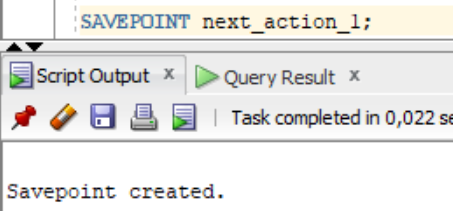 SAVEPOINT next_action_1;
Script Output x Query Result x
Task completed in 0,022 se
Savepoint created.